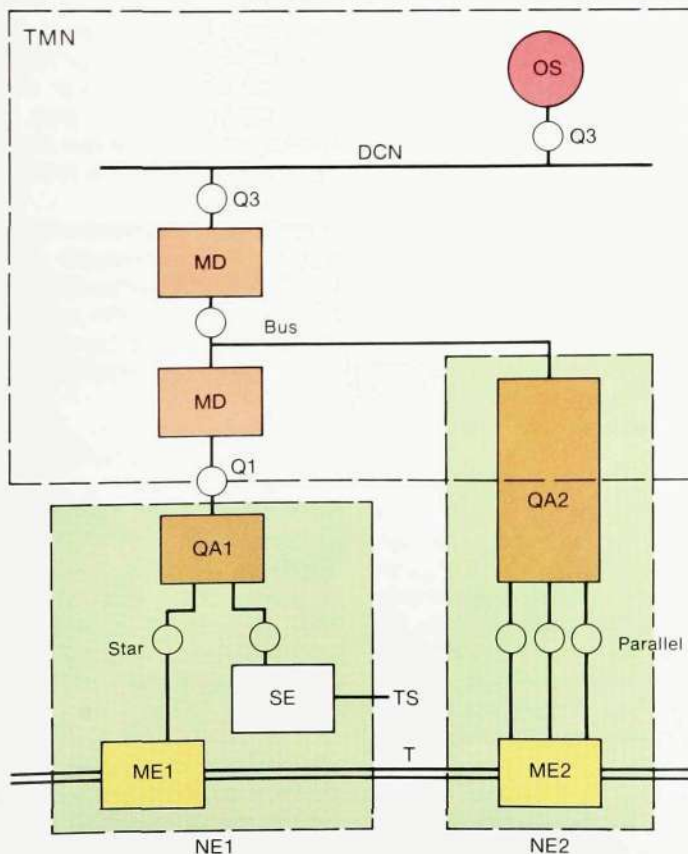 TMN
OS
Q3
DCN
Q3
MD
Bus
MD
Q1
QA1
QA2
Star
Parallel
SE
TS
ME1
T
ME2
NE1
NE2